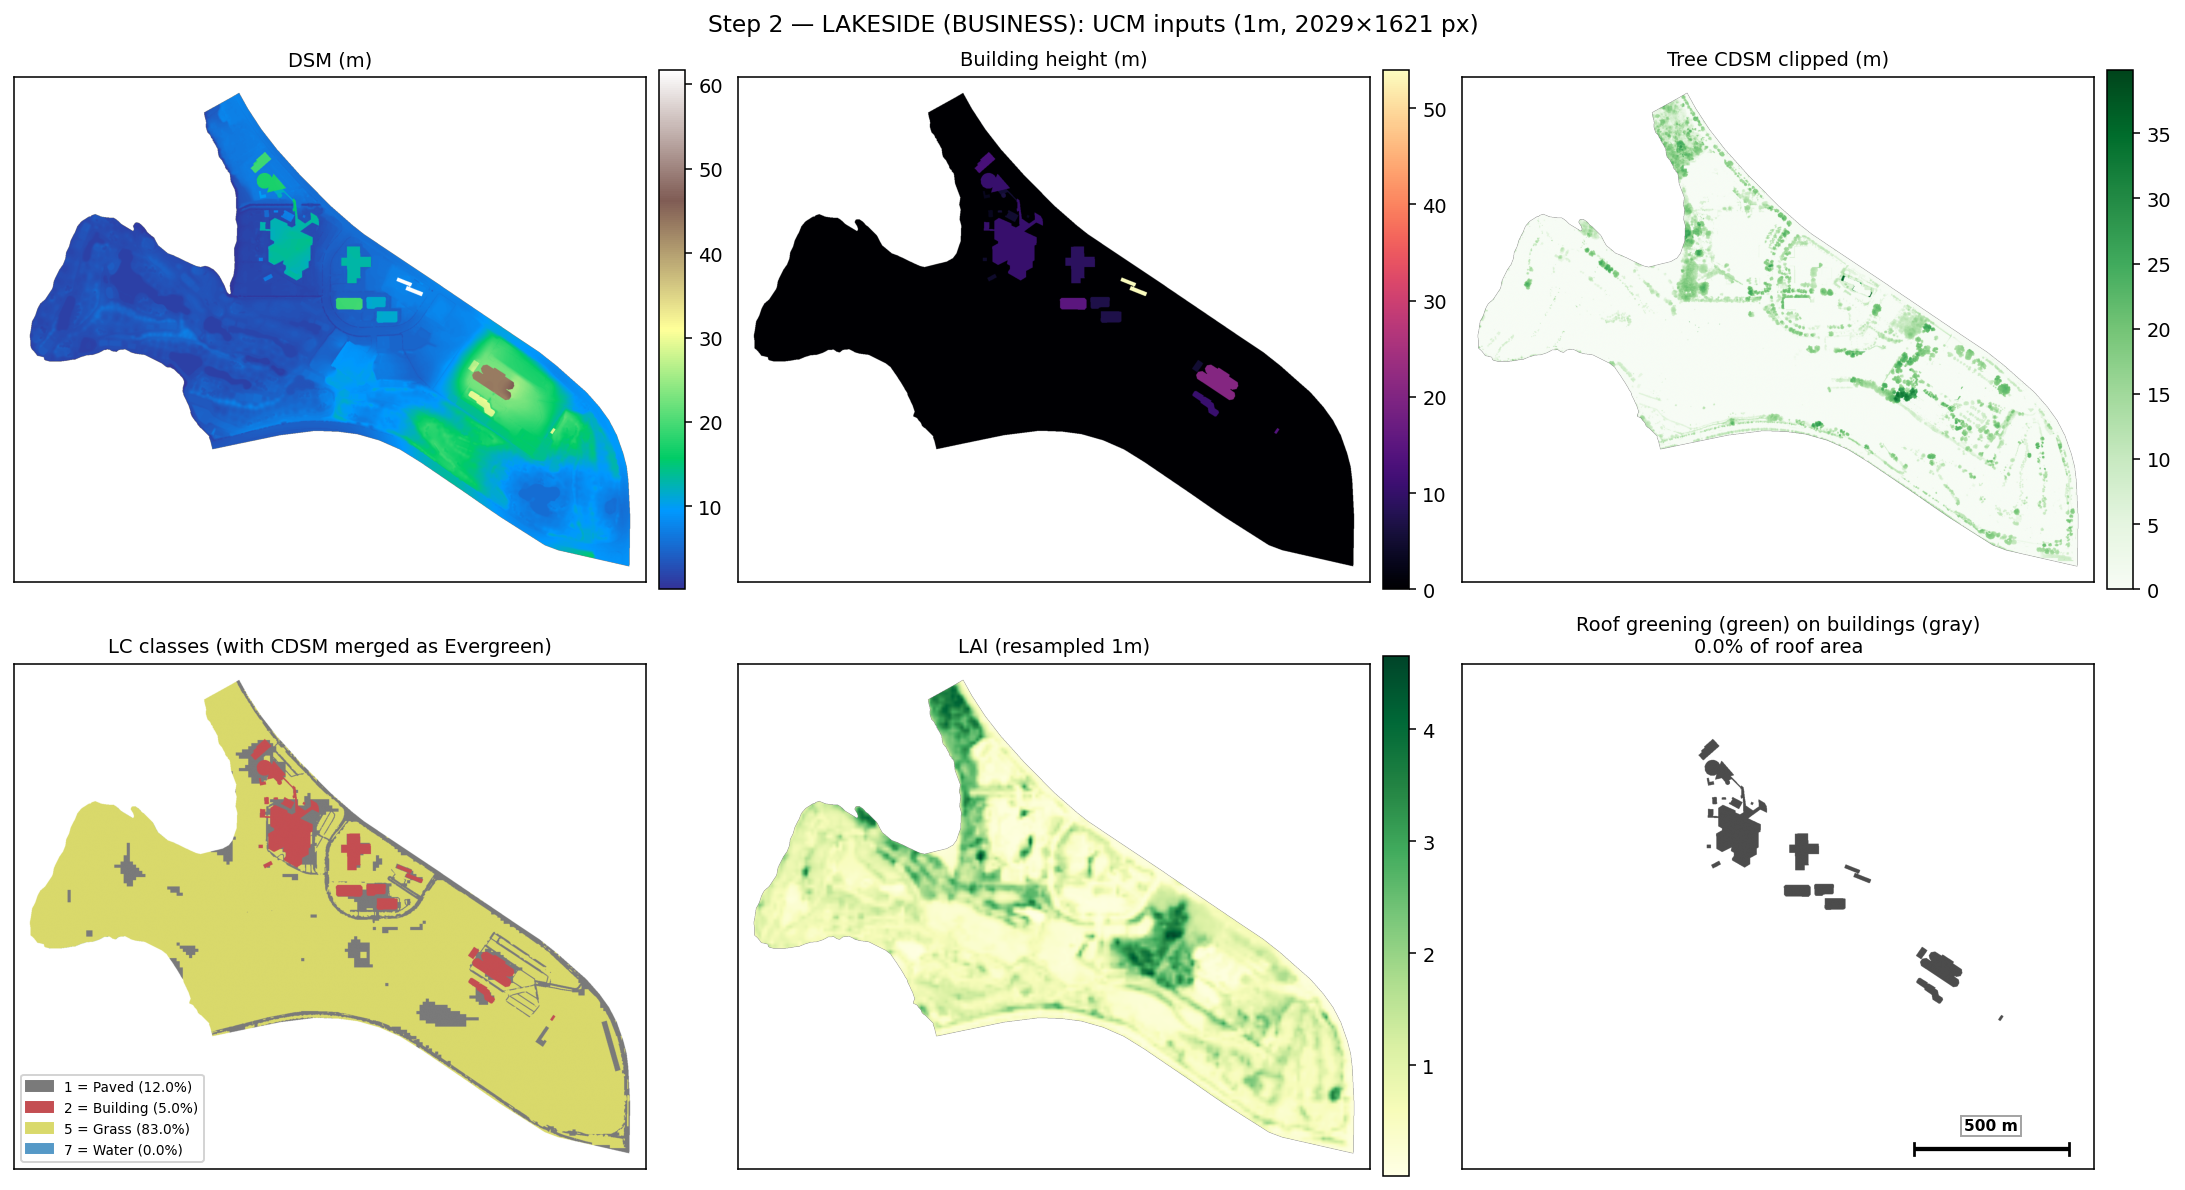 Step 2 — LAKESIDE (BUSINESS): UCM inputs (1m, 2029×1621 px)
DSM (m)
60
50
40
30
20
10
Building height (m)
50
40
30
20
10
0
Tree CDSM clipped (m)
35
30
25
20
15
10
5
0
LC classes (with CDSM merged as Evergreen)
1 = Paved (12.0%)
2 = Building (5.0%)
5 = Grass (83.0%)
7 = Water (0.0%)
LAI (resampled 1m)
4
3
2
1
Roof greening (green) on buildings (gray)
0.0% of roof area
500 m